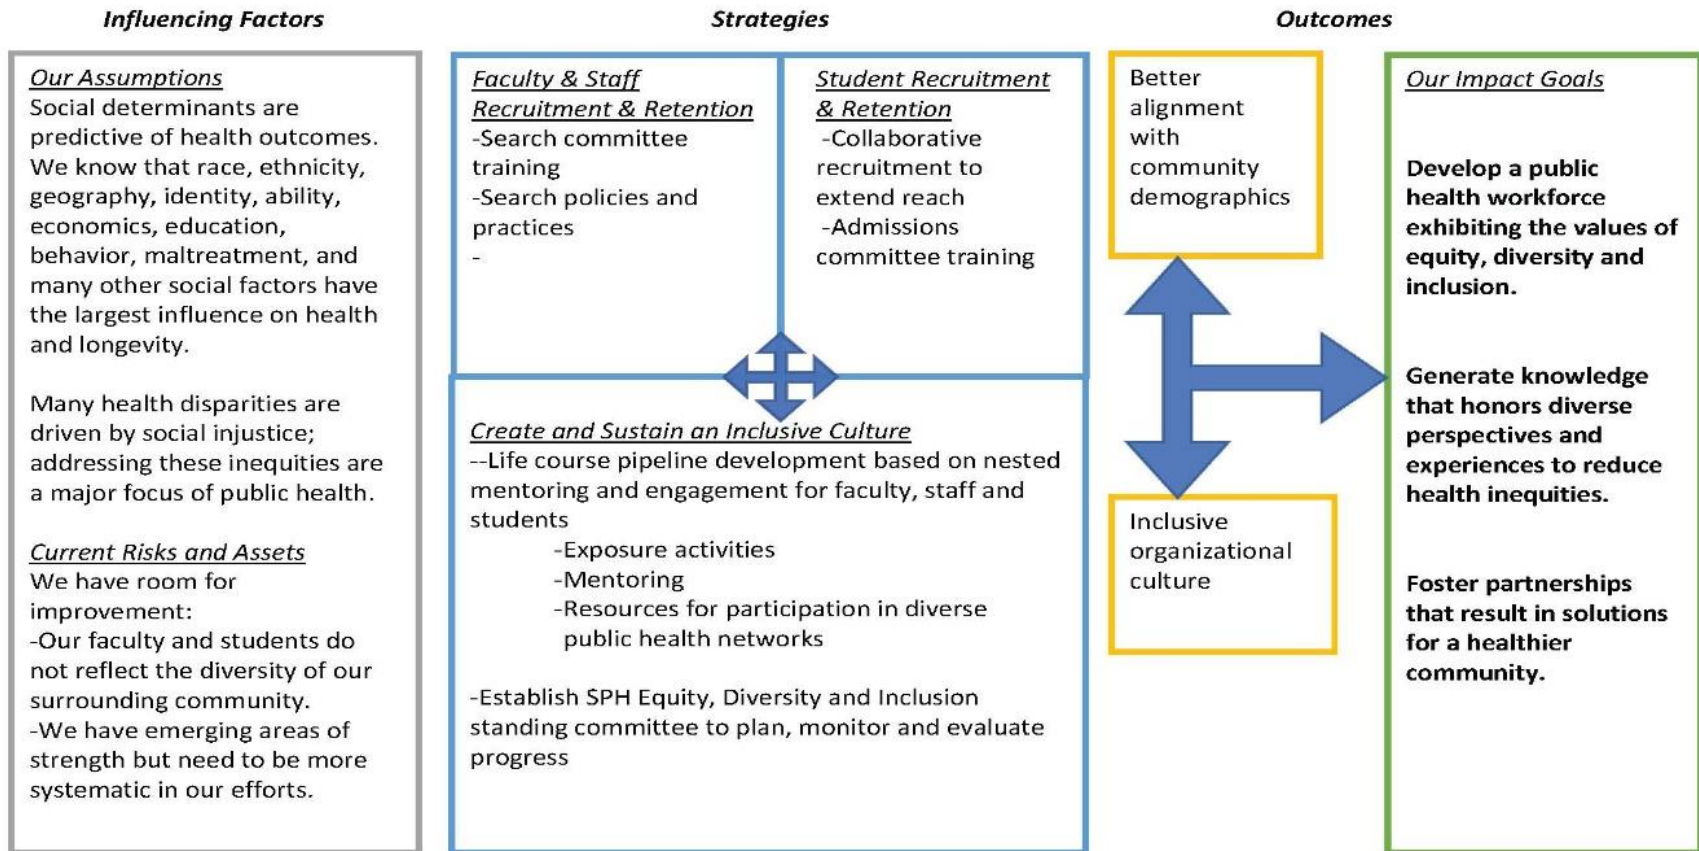 Influencing Factors
Strategies
Outcomes
Our Assumptions
Social determinants are
predictive of health outcomes.
We know that race, ethnicity,
geography, identity, ability,
economics, education,
behavior, maltreatment, and
many other social factors have
the largest influence on health
and longevity.
Many health disparities are
driven by social injustice;
addressing these inequities are
a major focus of public health.
Current Risks and Assets
We have room for
improvement:
-Our faculty and students do
not reflect the diversity of our
surrounding community.
-We have emerging areas of
strength but need to be more
systematic in our efforts.
Faculty & Staff
Recruitment & Retention
-Search committee
training
-Search policies and
practices
-
Student Recruitment
& Retention
-Collaborative
recruitment to
extend reach
-Admissions
committee training
Create and Sustain an Inclusive Culture
--Life course pipeline development based on nested
mentoring and engagement for faculty, staff and
students
-Exposure activities
-Mentoring
-Resources for participation in diverse
public health networks
-Establish SPH Equity, Diversity and Inclusion
standing committee to plan, monitor and evaluate
progress
Better
alignment
with
community
demographics
Inclusive
organizational
culture
Our Impact Goals
Develop a public
health workforce
exhibiting the values of
equity, diversity and
inclusion.
Generate knowledge
that honors diverse
perspectives and
experiences to reduce
health inequities.
Foster partnerships
that result in solutions
for a healthier
community.